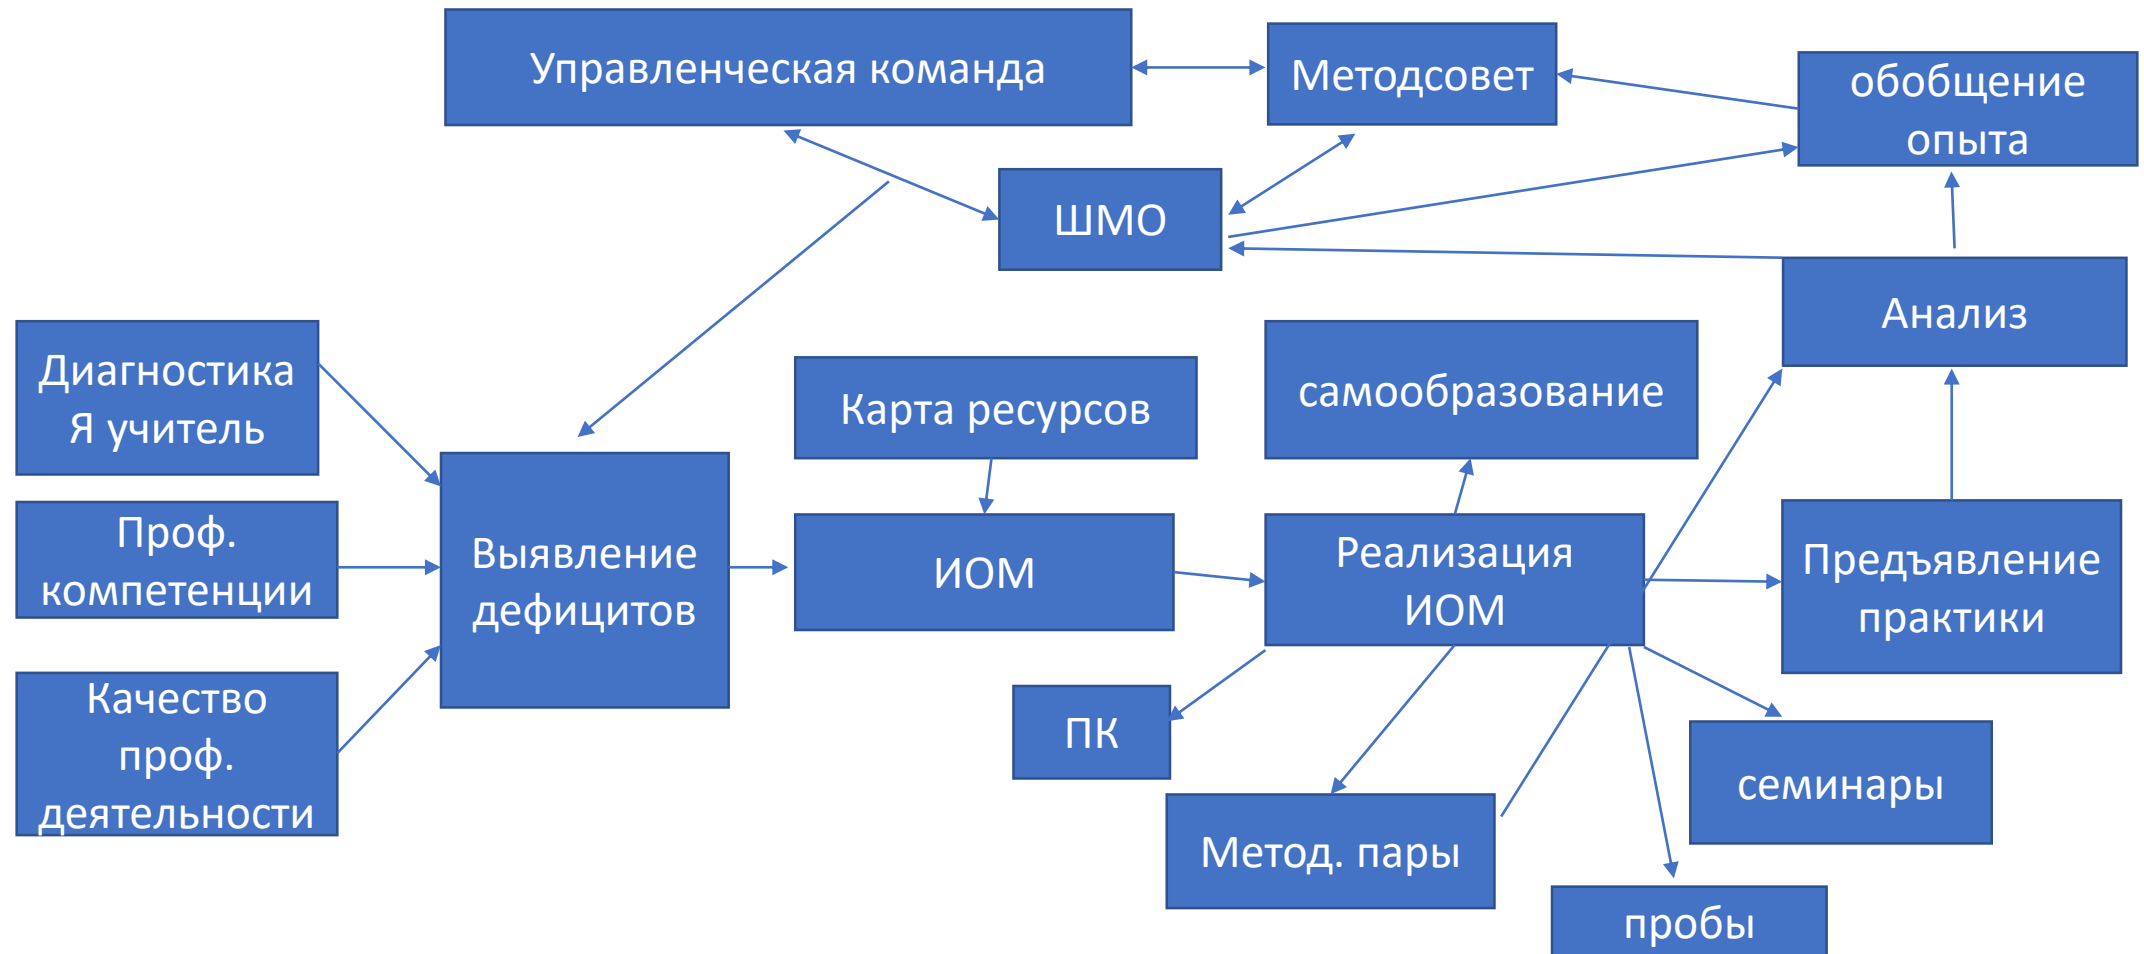 Управленческая команда
Методсовет
обобщение
опыта
ШМО
Анализ
Диагностика
Я учитель
Карта ресурсов
самообразование
Проф.
компетенции
Выявление
дефицитов
ИОМ
Реализация
ИОМ
Предъявление
практики
Качество
проф.
деятельности
ПК
семинары
Метод. пары
пробы